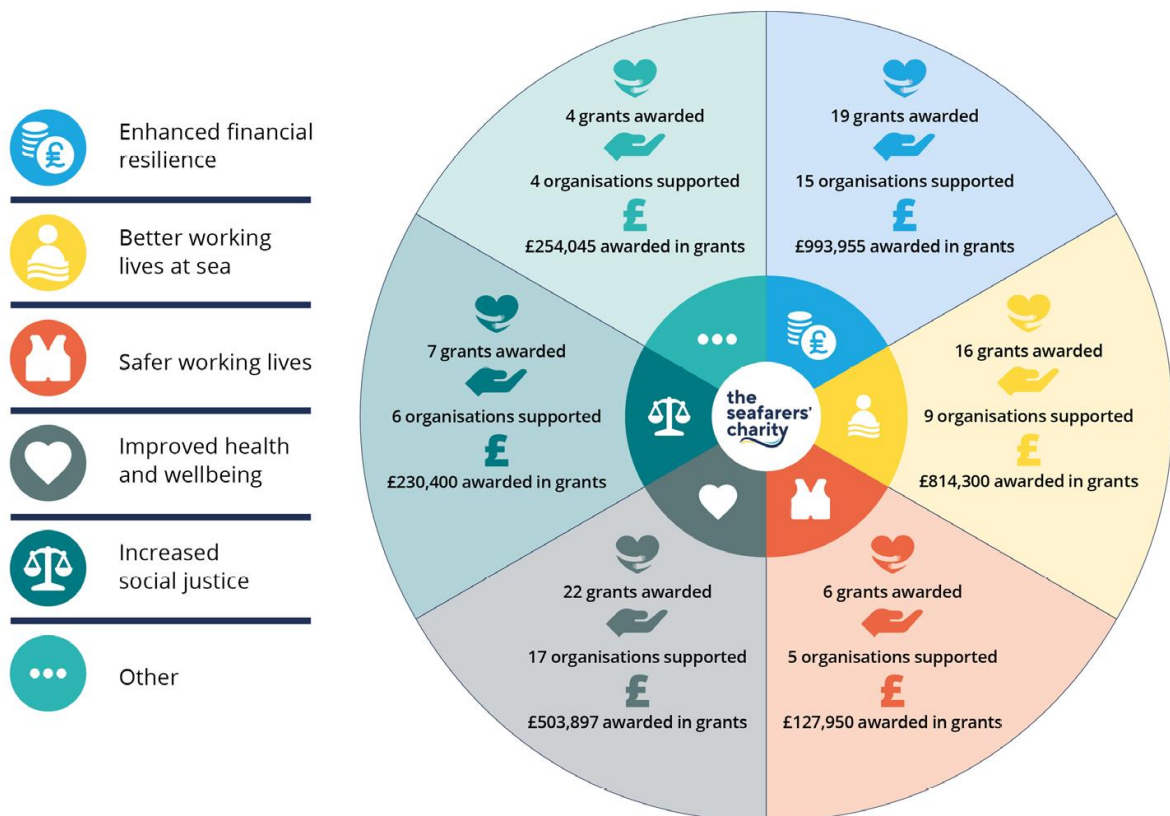 Enhanced financial
resilience
Better working
lives at sea
Safer working lives
Improved health
and wellbeing
Increased
social justice
Other
4 grants awarded
4 organisations supported
£
£254,045 awarded in grants
19 grants awarded
15 organisations supported
£
£993,955 awarded in grants
7 grants awarded
6 organisations supported
£
£230,400 awarded in grants
the
seafarers'
charity
16 grants awarded
9 organisations supported
£
£814,300 awarded in grants
22 grants awarded
17 organisations supported
£
£503,897 awarded in grants
6 grants awarded
5 organisations supported
£
£127,950 awarded in grants